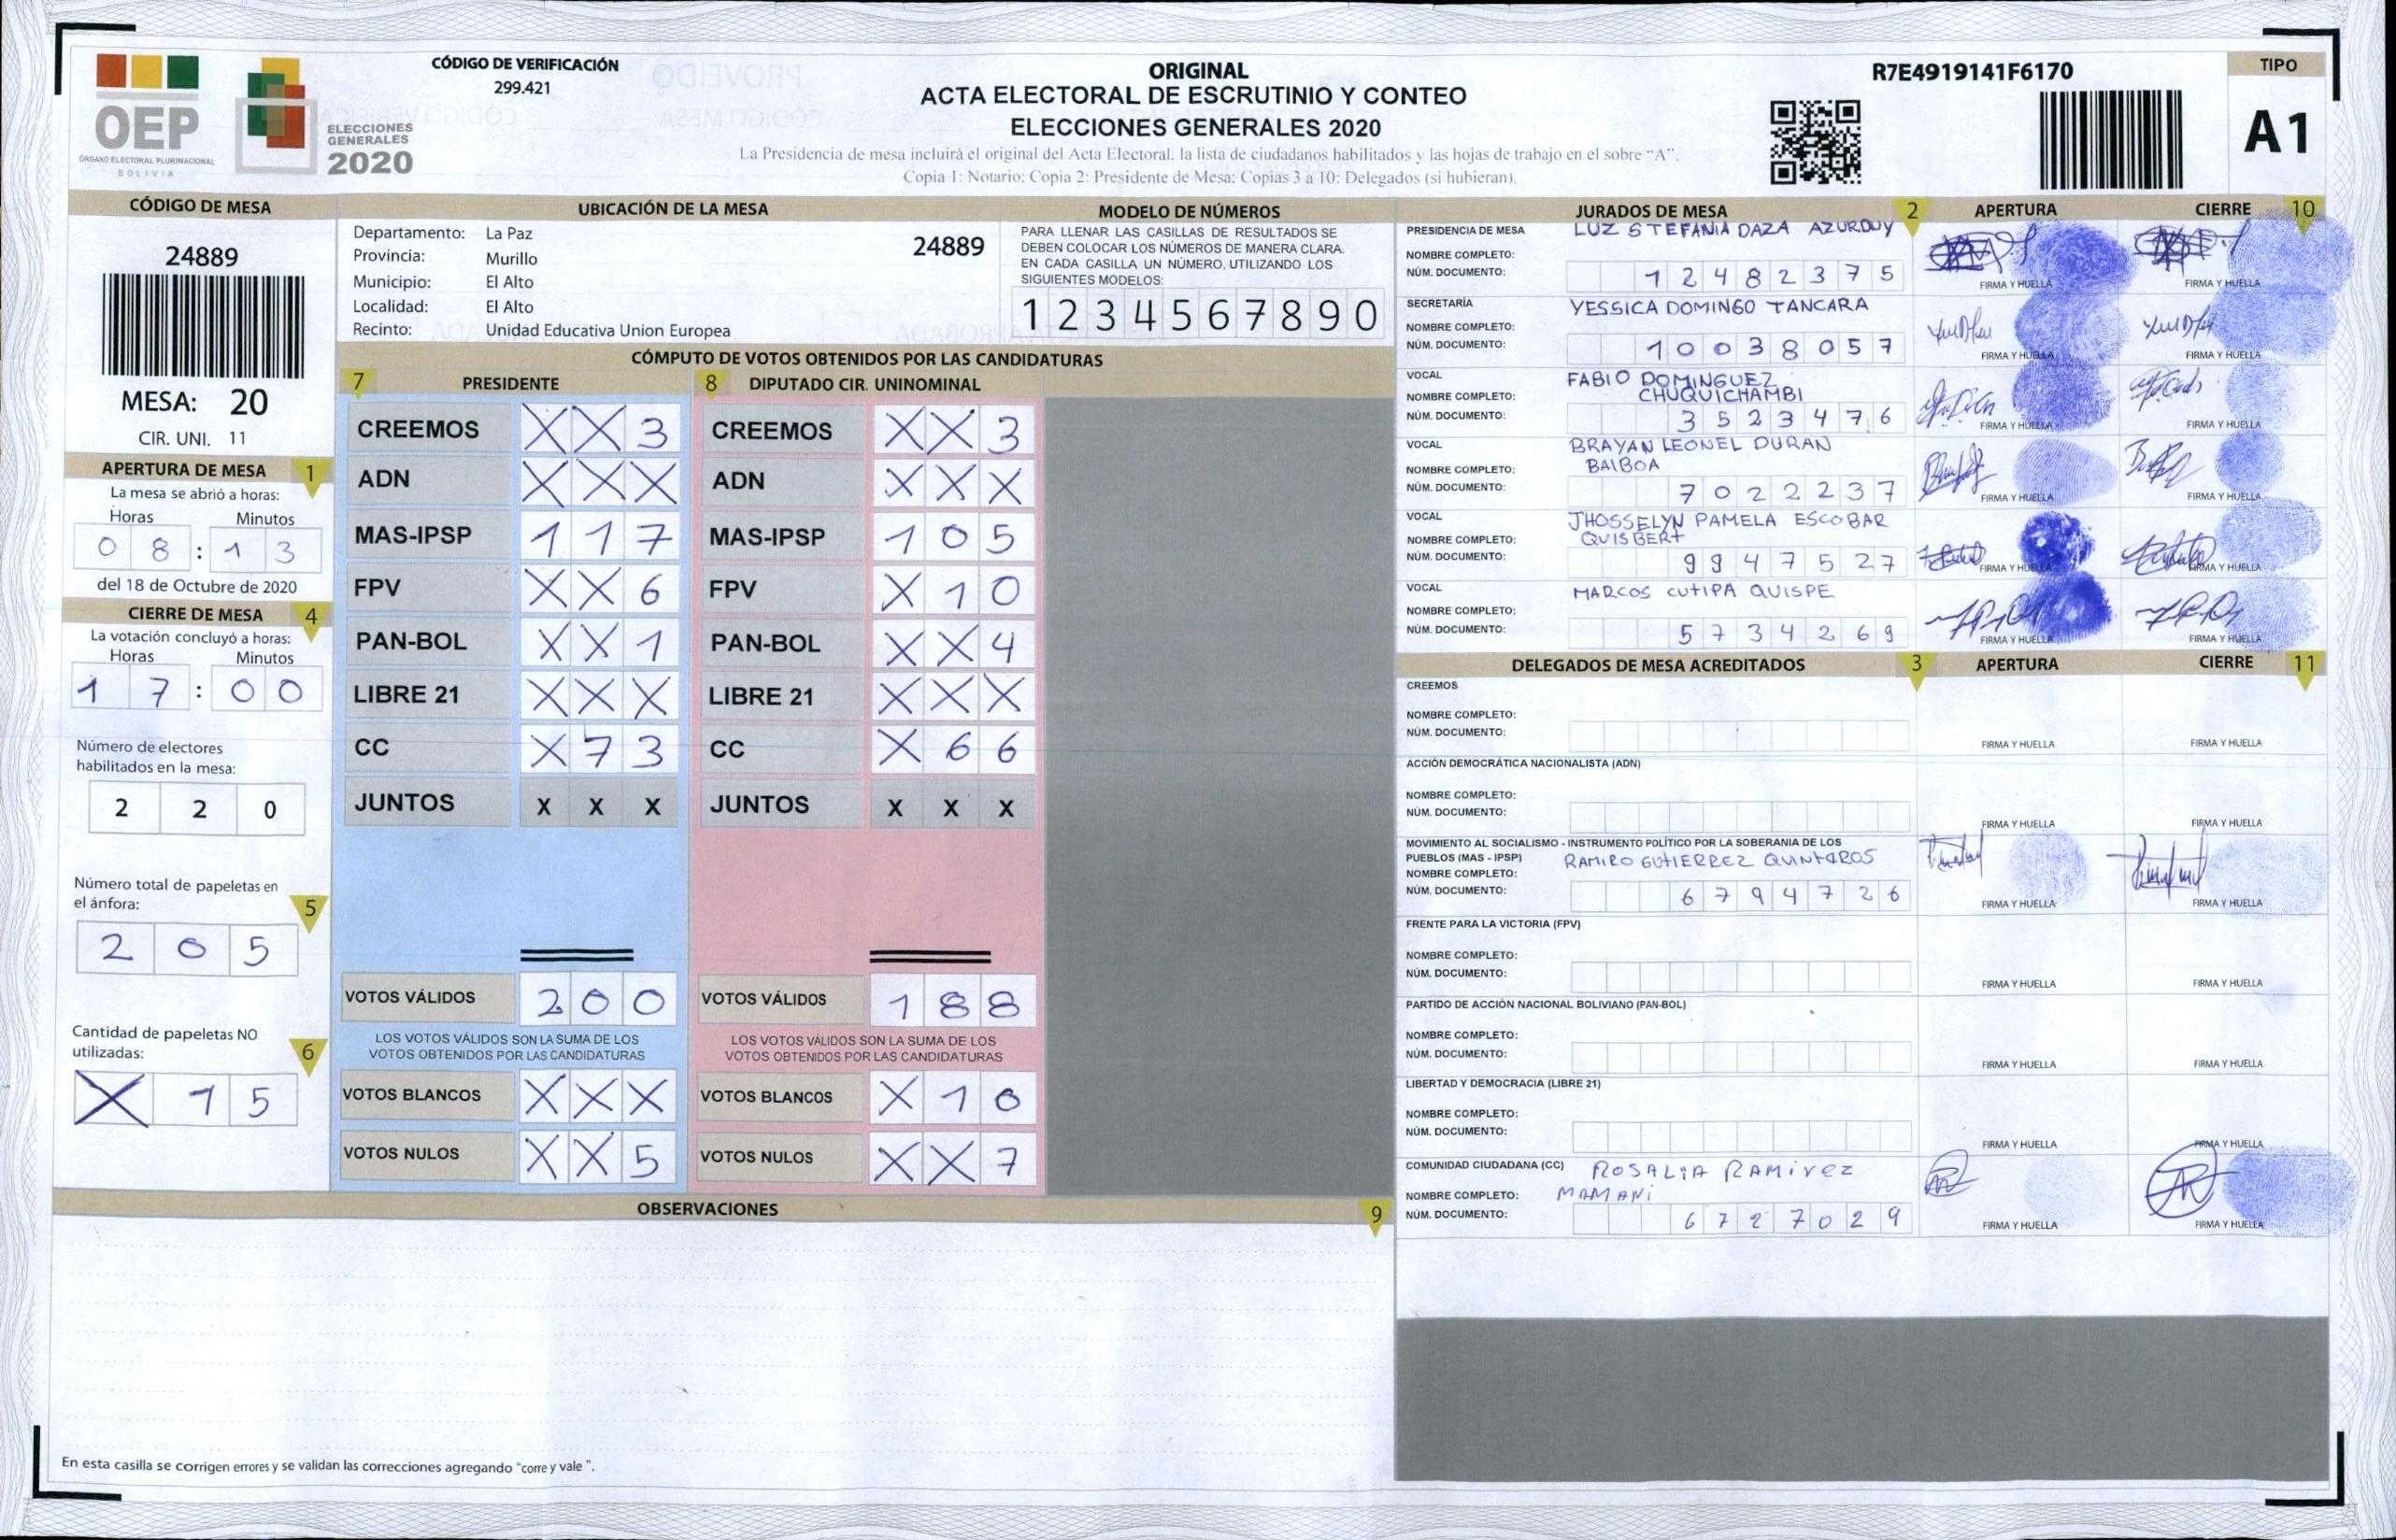 OEP
ÓRGANO ELECTORAL PLURINACIONAL
BOLIVIA
ELECCIONES
GENERALES
2020
CÓDIGO DE VERIFICACIÓN
299.421
ORIGINAL
ACTA ELECTORAL DE ESCRUTINIO Y CONTEO
ELECCIONES GENERALES 2020
La Presidencia de mesa incluirá el original del Acta Electoral, la lista de ciudadanos habilitados y las hojas de trabajo en el sobre "A".
Copia 1: Notario; Copia 2: Presidente de Mesa; Copias 3 a 10: Delegados (si hubieran).
R7E4919141F6170
TIPO
A1
CÓDIGO DE MESA
24889
MESA: 20
CIR. UNI. 11
APERTURA DE MESA 1
La mesa se abrió a horas:
Horas Minutos
0 8 : 1 3
del 18 de Octubre de 2020
CIERRE DE MESA 4
La votación concluyó a horas:
Horas Minutos
1 7 : 0 0
Número de electores
habilitados en la mesa:
2 2 0
Número total de papeletas en
el ánfora: 5
2 0 5
Cantidad de papeletas NO
utilizadas: 6
X 1 5
UBICACIÓN DE LA MESA
Departamento: La Paz 24889
Provincia: Murillo
Municipio: El Alto
Localidad: El Alto
Recinto: Unidad Educativa Union Europea
MODELO DE NÚMEROS
PARA LLENAR LAS CASILLAS DE RESULTADOS SE
DEBEN COLOCAR LOS NÚMEROS DE MANERA CLARA.
EN CADA CASILLA UN NÚMERO, UTILIZANDO LOS
SIGUIENTES MODELOS:
1 2 3 4 5 6 7 8 9 0
CÓMPUTO DE VOTOS OBTENIDOS POR LAS CANDIDATURAS
7 PRESIDENTE
CREEMOS X X 3
ADN X X X
MAS-IPSP 1 1 7
FPV X X 6
PAN-BOL X X 1
LIBRE 21 X X X
CC X 7 3
JUNTOS X X X
VOTOS VÁLIDOS 2 0 0
LOS VOTOS VÁLIDOS SON LA SUMA DE LOS
VOTOS OBTENIDOS POR LAS CANDIDATURAS
VOTOS BLANCOS X X X
VOTOS NULOS X X 5
8 DIPUTADO CIR. UNINOMINAL
CREEMOS X X 3
ADN X X X
MAS-IPSP 1 0 5
FPV X 1 0
PAN-BOL X X 4
LIBRE 21 X X X
CC X 6 6
JUNTOS X X X
VOTOS VÁLIDOS 1 8 8
LOS VOTOS VÁLIDOS SON LA SUMA DE LOS
VOTOS OBTENIDOS POR LAS CANDIDATURAS
VOTOS BLANCOS X 1 0
VOTOS NULOS X X 7
OBSERVACIONES 9
En esta casilla se corrigen errores y se validan las correcciones agregando "corre y vale ".
JURADOS DE MESA 2 APERTURA CIERRE 10
PRESIDENCIA DE MESA LUZ STEFANIA DAZA AZURDUY
NOMBRE COMPLETO:
NÚM. DOCUMENTO: 1 2 4 8 2 3 7 5 FIRMA Y HUELLA FIRMA Y HUELLA
SECRETARÍA YESSICA DOMINGO TANCARA
NOMBRE COMPLETO:
NÚM. DOCUMENTO: 1 0 0 3 8 0 5 7 FIRMA Y HUELLA FIRMA Y HUELLA
VOCAL FABIO DOMINGUEZ
NOMBRE COMPLETO: CHUQUICHAMBI
NÚM. DOCUMENTO: 3 5 2 3 4 7 6 FIRMA Y HUELLA FIRMA Y HUELLA
VOCAL BRAYAN LEONEL DURAN
NOMBRE COMPLETO: BALBOA
NÚM. DOCUMENTO: 7 0 2 2 2 3 7 FIRMA Y HUELLA FIRMA Y HUELLA
VOCAL JHOSSELYN PAMELA ESCOBAR
NOMBRE COMPLETO: QUISBERT
NÚM. DOCUMENTO: 9 9 4 7 5 2 7 FIRMA Y HUELLA FIRMA Y HUELLA
VOCAL MARCOS CUTIPA QUISPE
NOMBRE COMPLETO:
NÚM. DOCUMENTO: 5 7 3 4 2 6 9 FIRMA Y HUELLA FIRMA Y HUELLA
DELEGADOS DE MESA ACREDITADOS 3 APERTURA CIERRE 11
CREEMOS
NOMBRE COMPLETO:
NÚM. DOCUMENTO: FIRMA Y HUELLA FIRMA Y HUELLA
ACCIÓN DEMOCRÁTICA NACIONALISTA (ADN)
NOMBRE COMPLETO:
NÚM. DOCUMENTO: FIRMA Y HUELLA FIRMA Y HUELLA
MOVIMIENTO AL SOCIALISMO - INSTRUMENTO POLÍTICO POR LA SOBERANIA DE LOS
PUEBLOS (MAS - IPSP) RAMIRO GUTIERREZ QUINTEROS
NOMBRE COMPLETO:
NÚM. DOCUMENTO: 6 7 9 4 7 2 6 FIRMA Y HUELLA FIRMA Y HUELLA
FRENTE PARA LA VICTORIA (FPV)
NOMBRE COMPLETO:
NÚM. DOCUMENTO: FIRMA Y HUELLA FIRMA Y HUELLA
PARTIDO DE ACCIÓN NACIONAL BOLIVIANO (PAN-BOL)
NOMBRE COMPLETO:
NÚM. DOCUMENTO: FIRMA Y HUELLA FIRMA Y HUELLA
LIBERTAD Y DEMOCRACIA (LIBRE 21)
NOMBRE COMPLETO:
NÚM. DOCUMENTO: FIRMA Y HUELLA FIRMA Y HUELLA
COMUNIDAD CIUDADANA (CC) ROSALIA RAMIREZ
NOMBRE COMPLETO: MAMANI
NÚM. DOCUMENTO: 6 7 2 7 0 2 9 FIRMA Y HUELLA FIRMA Y HUELLA